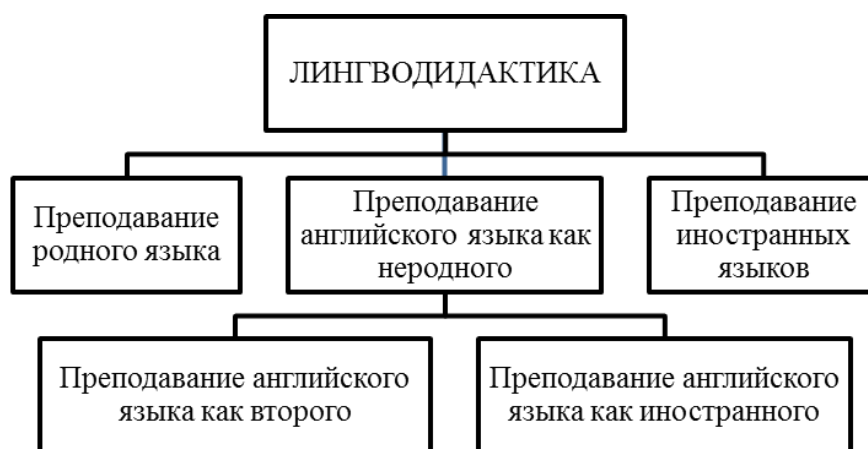 ЛИНГВОДИДАКТИКА
Преподавание
родного языка
Преподавание
английского языка как
неродного
Преподавание
иностранных
языков
Преподавание английского
языка как второго
Преподавание английского
языка как иностранного